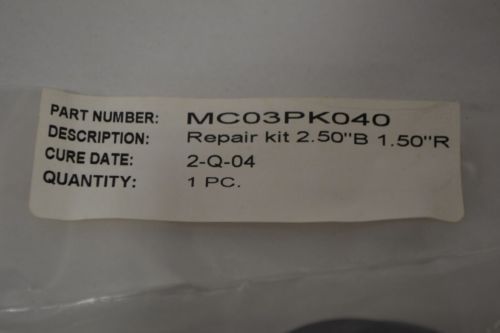 PART NUMBER: MC03PK040
DESCRIPTION: Repair kit 2.50"B 1.50"R
CURE DATE: 2-Q-04
QUANTITY: 1 PC.